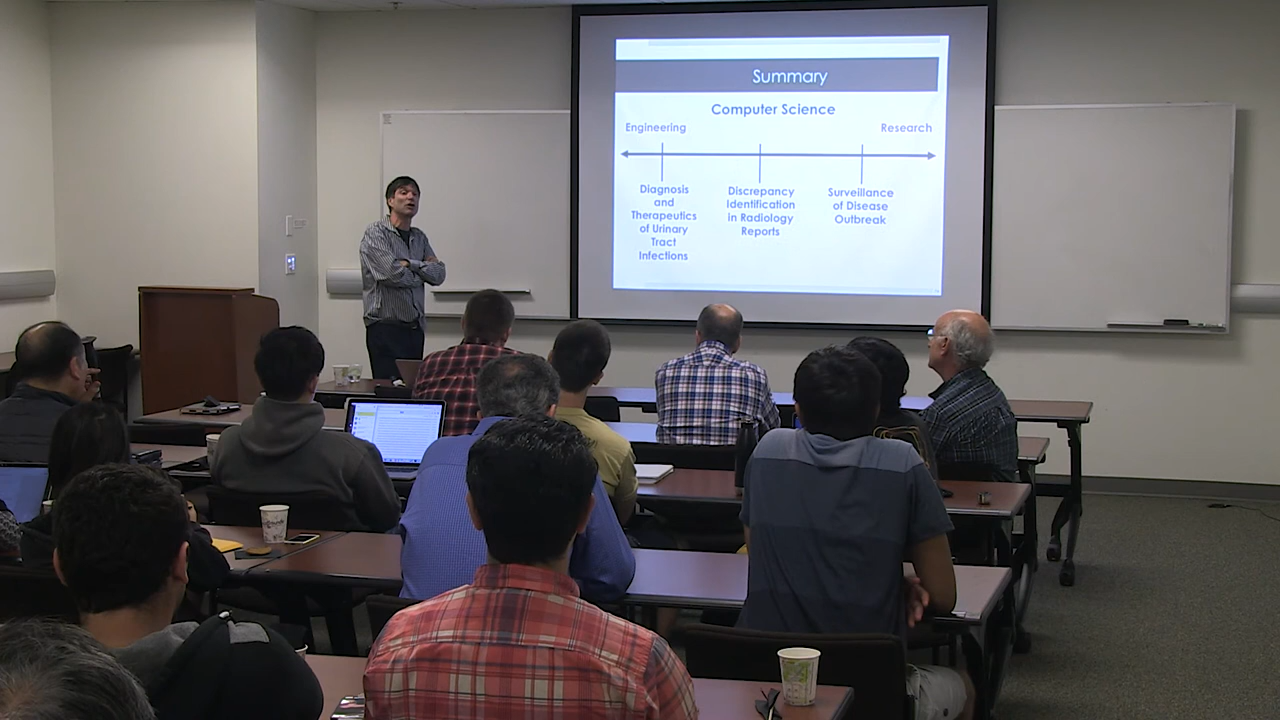 Summary
Computer Science
Engineering
Research
Diagnosis
and
Therapeutics
of Urinary
Tract
Infections
Discrepancy
Identification
in Radiology
Reports
Surveillance
of Disease
Outbreak